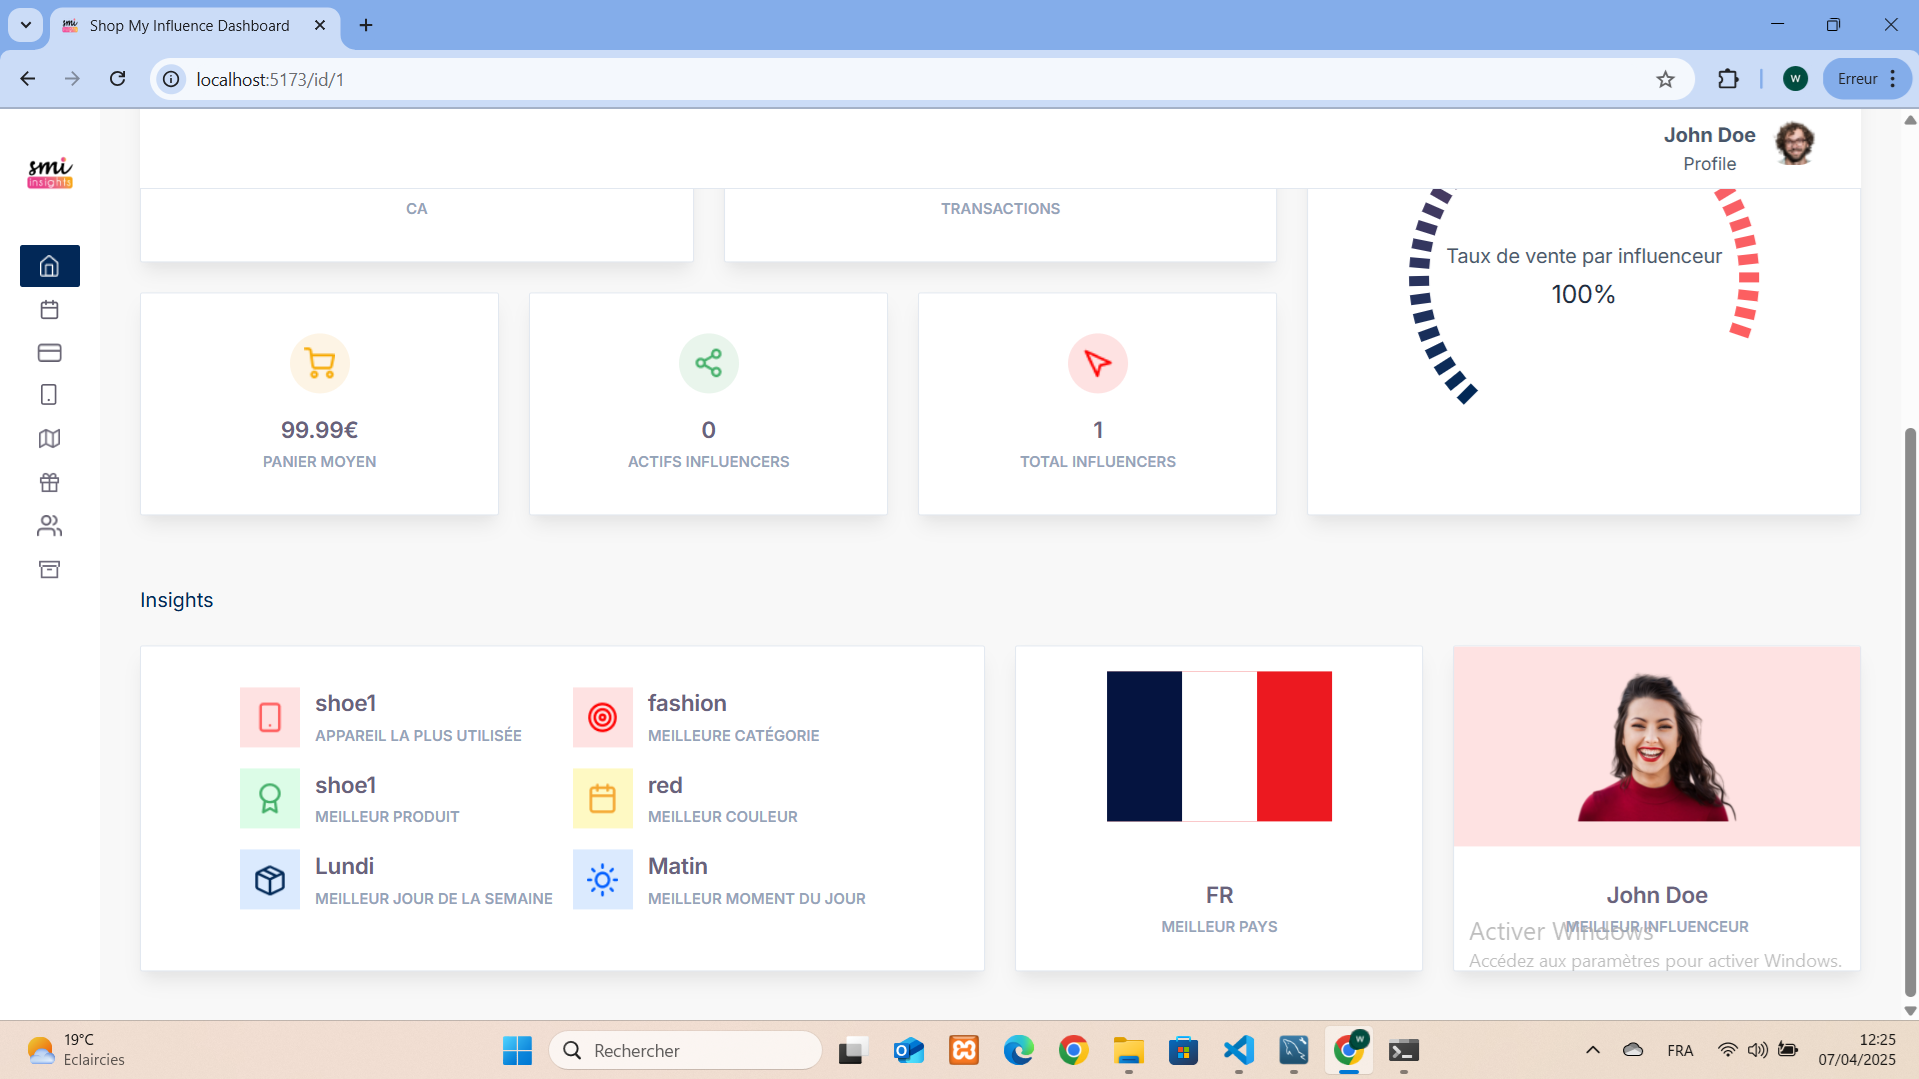 Shop My Influence Dashboard
localhost:5173/id/1
W
Erreur
smi
insights
John Doe
Profile
CA
TRANSACTIONS
Taux de vente par influenceur
100%
99.99€
PANIER MOYEN
0
ACTIFS INFLUENCERS
1
TOTAL INFLUENCERS
Insights
shoe1
APPAREIL LA PLUS UTILISÉE
fashion
MEILLEURE CATÉGORIE
shoe1
MEILLEUR PRODUIT
red
MEILLEUR COULEUR
Lundi
MEILLEUR JOUR DE LA SEMAINE
Matin
MEILLEUR MOMENT DU JOUR
FR
MEILLEUR PAYS
John Doe
MEILLEUR INFLUENCEUR
Activer Windows
Accédez aux paramètres pour activer Windows.
19°C
Eclaircies
Rechercher
FRA
12:25
07/04/2025